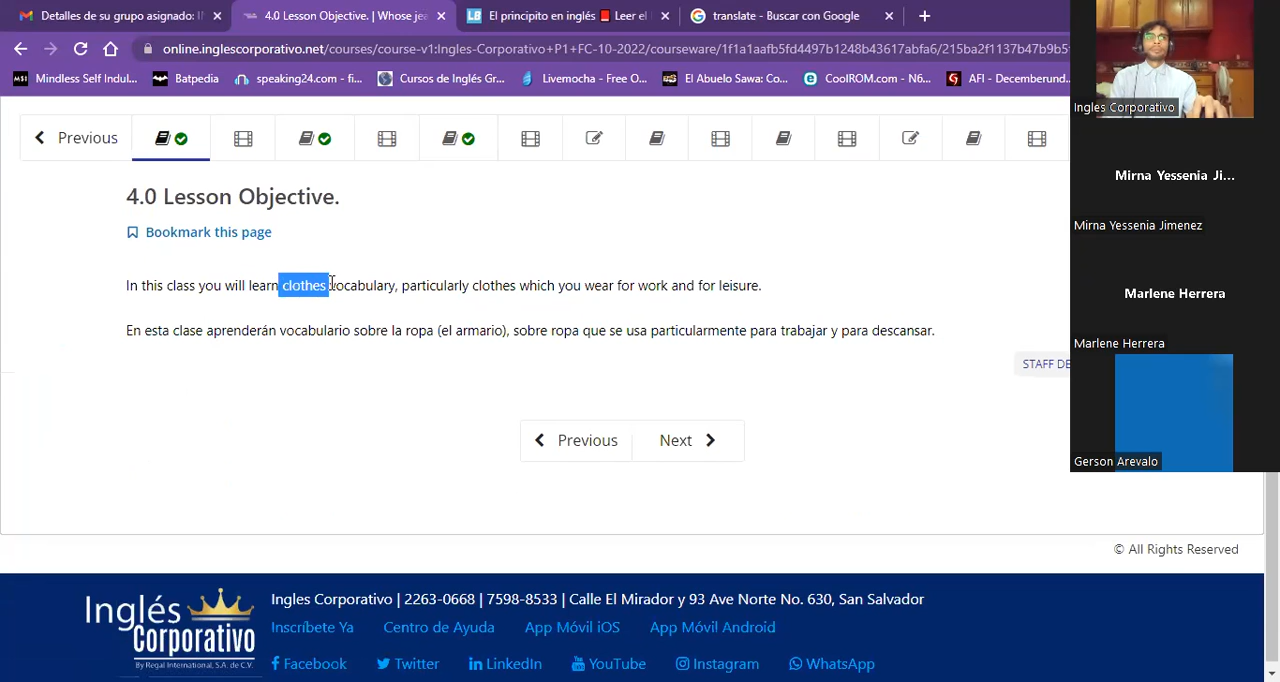 Detalles de su grupo asignado: I
4.0 Lesson Objective. | Whose jea
El principito en inglés 📕 Leer el l
translate - Buscar con Google
online.inglescorporativo.net/courses/course-v1:Ingles-Corporativo+P1+FC-10-2022/courseware/1f1a1aafb5fd4497b1248b43617abfa6/215ba2f1137b47b9b5
Mindless Self Indul...
Batpedia
speaking24.com - fi...
Cursos de Inglés Gr...
Livemocha - Free O...
El Abuelo Sawa: Co...
CoolROM.com - N6...
AFI - Decemberund...
Previous
4.0 Lesson Objective.
Bookmark this page
In this class you will learn clothes vocabulary, particularly clothes which you wear for work and for leisure.
En esta clase aprenderán vocabulario sobre la ropa (el armario), sobre ropa que se usa particularmente para trabajar y para descansar.
STAFF DE
Previous
Next
© All Rights Reserved
Inglés
Corporativo
By Regal International, S.A. de C.V.
Ingles Corporativo | 2263-0668 | 7598-8533 | Calle El Mirador y 93 Ave Norte No. 630, San Salvador
Inscríbete Ya
Centro de Ayuda
App Móvil iOS
App Móvil Android
Facebook
Twitter
LinkedIn
YouTube
Instagram
WhatsApp
Ingles Corporativo
Mirna Yessenia Ji...
Mirna Yessenia Jimenez
Marlene Herrera
Marlene Herrera
Gerson Arevalo